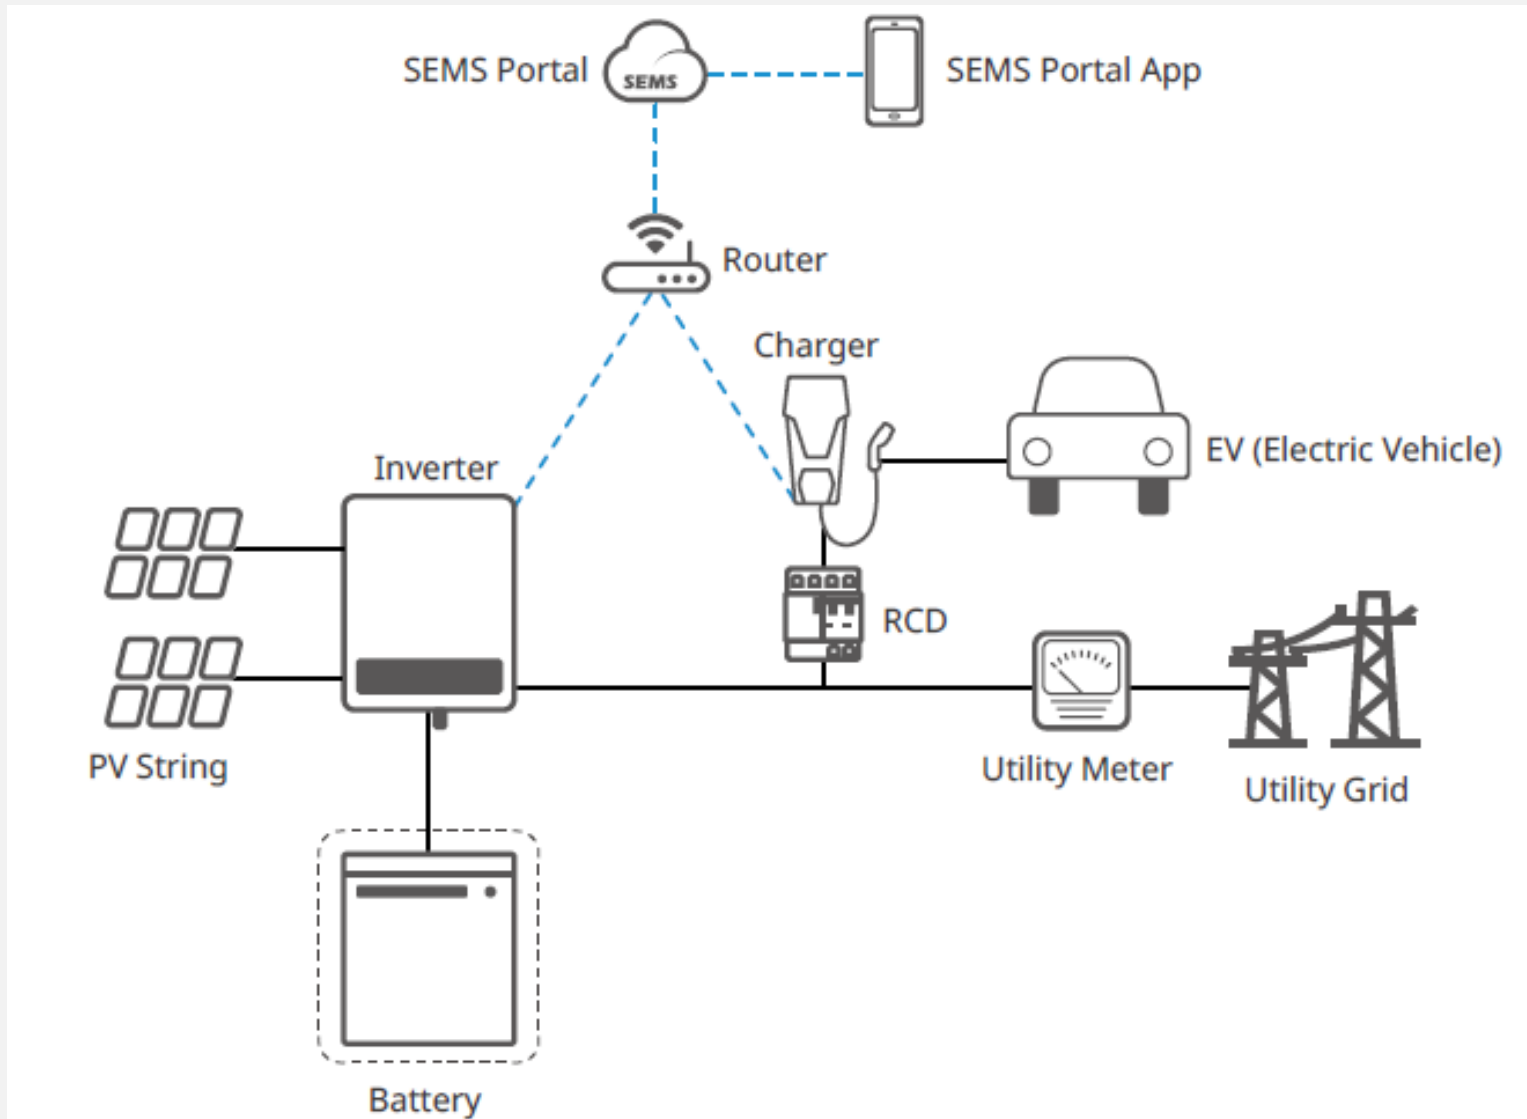 SEMS Portal
SEMS
SEMS Portal App
Router
Charger
EV (Electric Vehicle)
Inverter
RCD
PV String
Utility Meter
Utility Grid
Battery